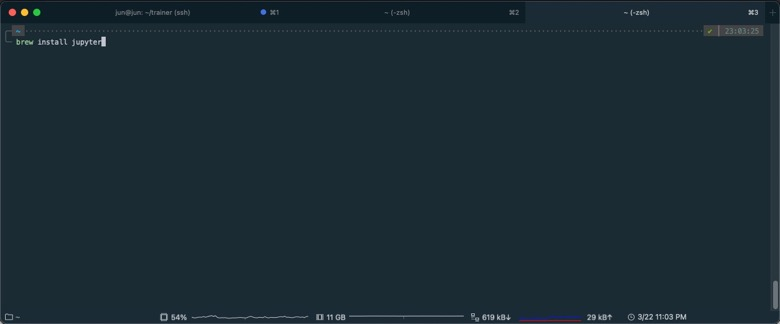 jun@jun: ~/trainer (ssh) ⌘1 ~ (-zsh) ⌘2 ~ (-zsh) ⌘3 +
~ ✓ 23:03:25
brew install jupyter
~ 54% 11 GB 619 kB↓ 29 kB↑ 3/22 11:03 PM